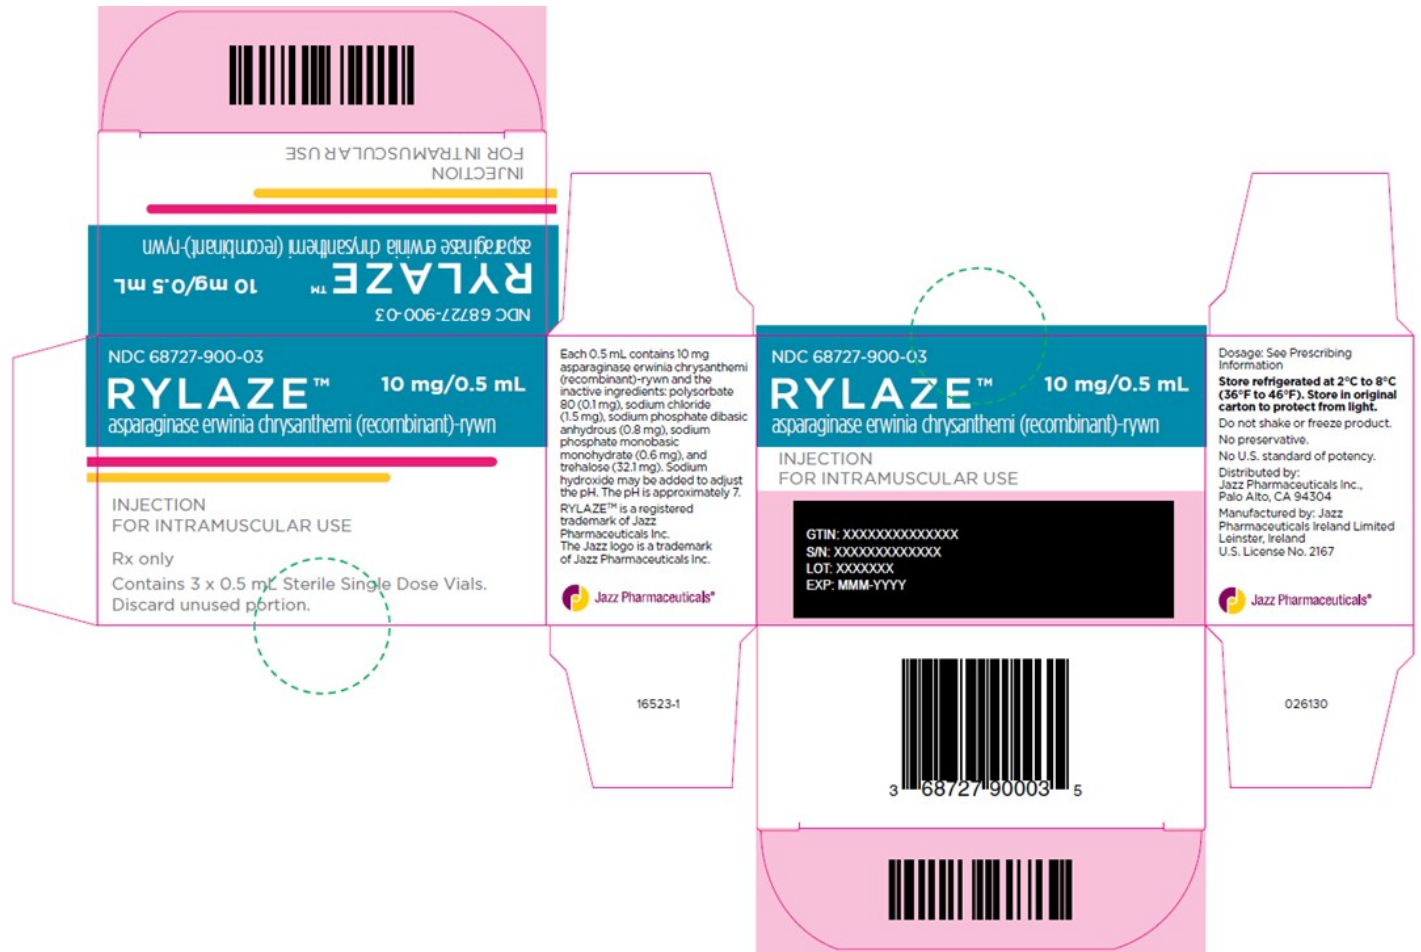 INJECTION
FOR INTRAMUSCULAR USE
asparaginase erwinia chrysanthemi (recombinant)-rywn
RYLAZE™ 10 mg/0.5 mL
NDC 68727-900-03
NDC 68727-900-03
RYLAZE™ 10 mg/0.5 mL
asparaginase erwinia chrysanthemi (recombinant)-rywn
INJECTION
FOR INTRAMUSCULAR USE
Rx only
Contains 3 x 0.5 mL Sterile Single Dose Vials.
Discard unused portion.
Each 0.5 mL contains 10 mg
asparaginase erwinia chrysanthemi
(recombinant)-rywn and the
inactive ingredients: polysorbate
80 (0.1 mg), sodium chloride
(1.5 mg), sodium phosphate dibasic
anhydrous (0.8 mg), sodium
phosphate monobasic
monohydrate (0.6 mg), and
trehalose (32.1 mg). Sodium
hydroxide may be added to adjust
the pH. The pH is approximately 7.
RYLAZE™ is a registered
trademark of Jazz
Pharmaceuticals Inc.
The Jazz logo is a trademark
of Jazz Pharmaceuticals Inc.
Jazz Pharmaceuticals®
16523-1
NDC 68727-900-03
RYLAZE™ 10 mg/0.5 mL
asparaginase erwinia chrysanthemi (recombinant)-rywn
INJECTION
FOR INTRAMUSCULAR USE
GTIN: XXXXXXXXXXXXXX
S/N: XXXXXXXXXXXXX
LOT: XXXXXXX
EXP: MMM-YYYY
3 68727 90003 5
Dosage: See Prescribing
Information
Store refrigerated at 2°C to 8°C
(36°F to 46°F). Store in original
carton to protect from light.
Do not shake or freeze product.
No preservative.
No U.S. standard of potency.
Distributed by:
Jazz Pharmaceuticals Inc.,
Palo Alto, CA 94304
Manufactured by: Jazz
Pharmaceuticals Ireland Limited
Leinster, Ireland
U.S. License No. 2167
Jazz Pharmaceuticals®
026130